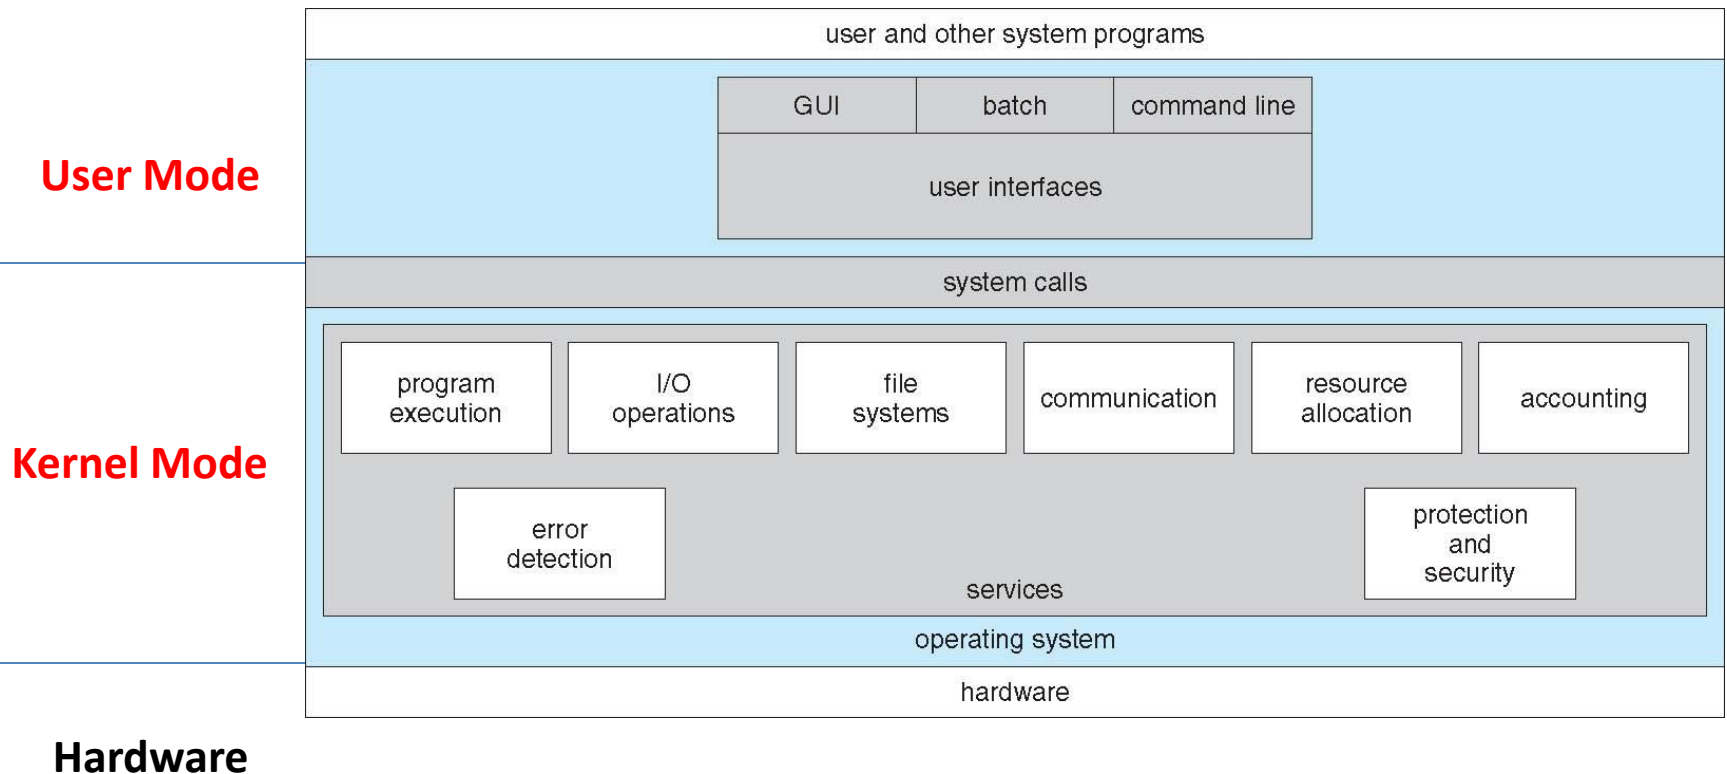 user and other system programs
GUI
batch
command line
User Mode
user interfaces
system calls
program
execution
I/O
operations
file
systems
communication
resource
allocation
accounting
Kernel Mode
error
detection
protection
and
security
services
operating system
hardware
Hardware